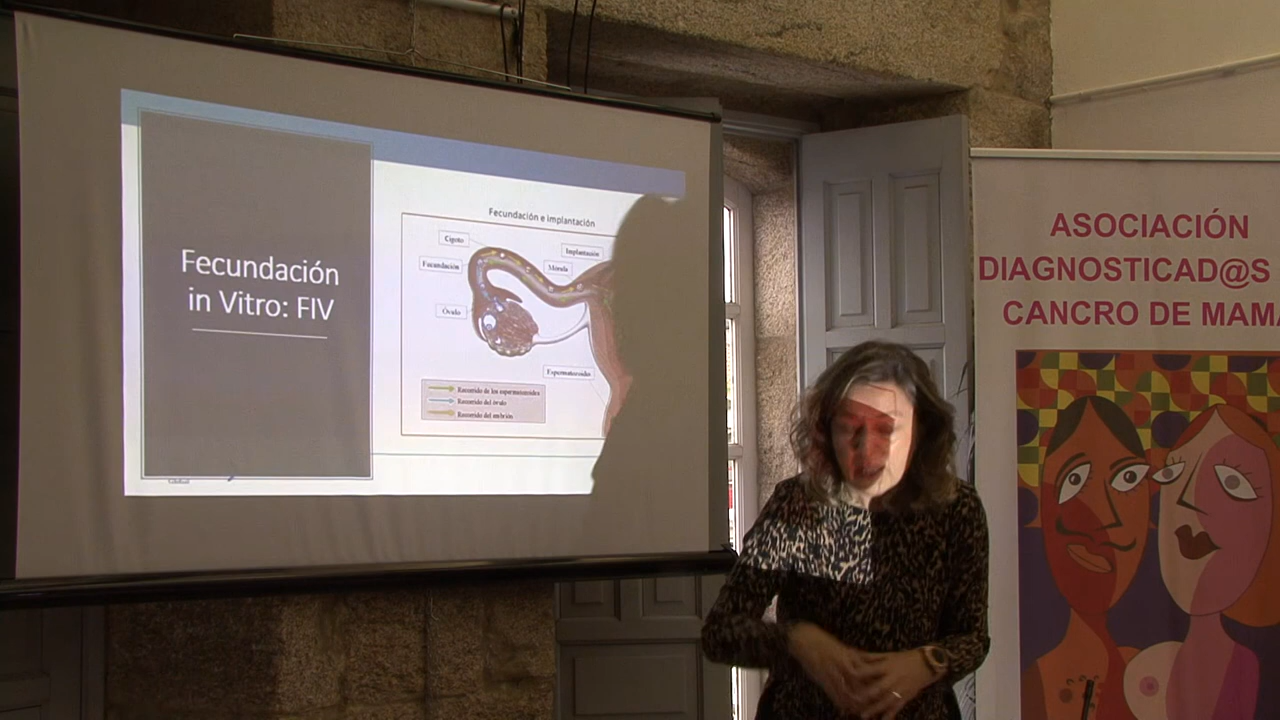 Fecundación
in Vitro: FIV
Fecundación e implantación
Cigoto
Implantación
Fecundación
Mórula
Óvulo
Espermatozoides
Recorrido de los espermatozoides
Recorrido del óvulo
Recorrido del embrión
ASOCIACIÓN
DIAGNOSTICAD@S
CANCRO DE MAMA